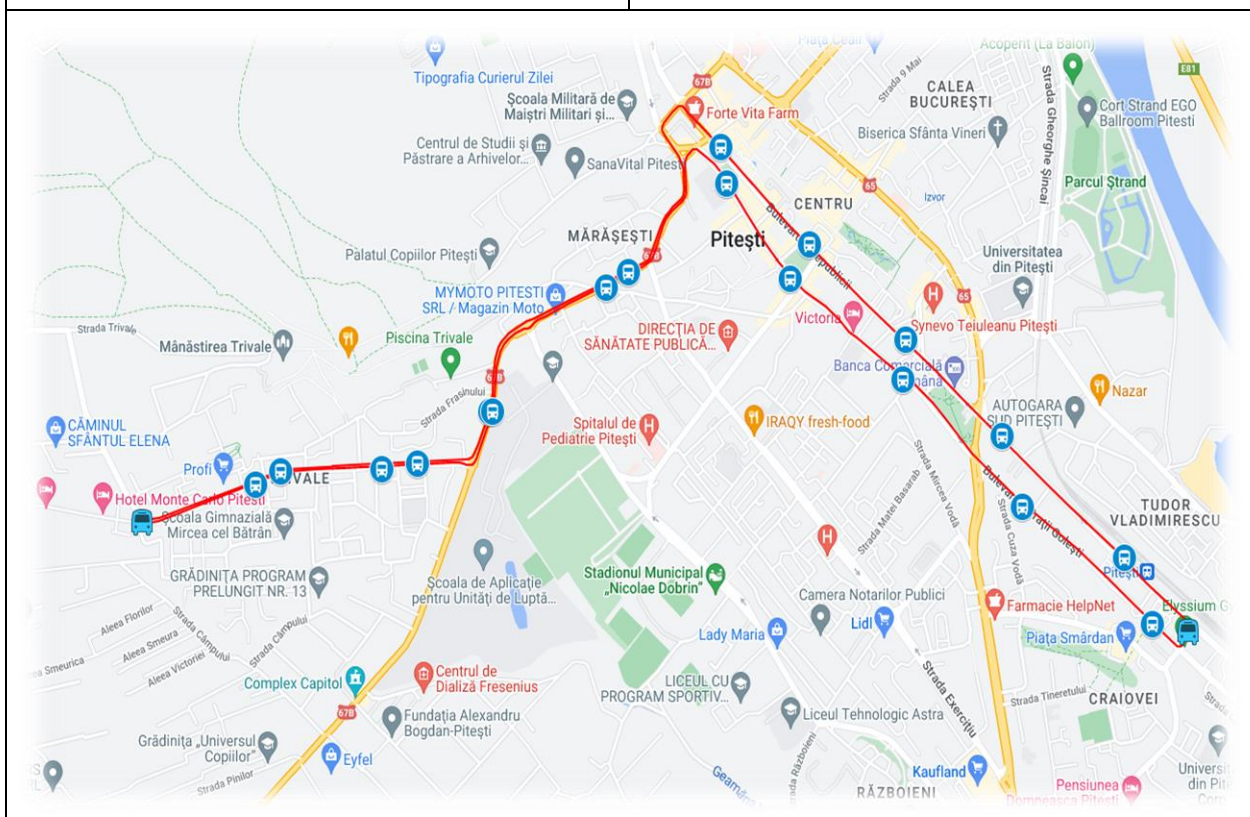 Piața Ceair
Acoperit (La Balon)
E81
Tipografia Curierul Zilei
67B
Strada 9 Mai
CALEA
BUCUREȘTI
Școala Militară de
Maiștri Militari și...
Forte Vita Farm
Cort Strand EGO
Ballroom Pitesti
Biserica Sfânta Vineri
Strada Gheorghe Șincai
Centrul de Studii și
Păstrare a Arhivelor...
SanaVital Pitesti
65
Parcul Ștrand
Izvor
CENTRU
MĂRĂȘEȘTI
Pitești
Bulevardul Republicii
Universitatea
din Pitești
Palatul Copiilor Pitești
MYMOTO PITESTI
SRL / Magazin Moto
H
65
Victoria
Synevo Teiuleanu Pitești
Strada Trivale
Mânăstirea Trivale
Piscina Trivale
DIRECȚIA DE
SĂNĂTATE PUBLICĂ...
Banca Comercială
Nazar
Strada Frasinului
AUTOGARA
SUD PITEȘTI
CĂMINUL
SFÂNTUL ELENA
IRAQY fresh-food
Spitalul de
Pediatrie Pitești
H
Profi
Hotel Monte Carlo Pitesti
Școala Gimnazială
Mircea cel Bătrân
Strada Matei Basarab
Strada Mircea Vodă
Strada Cuza Vodă
TUDOR
VLADIMIRESCU
H
Pitești
GRĂDINIȚA PROGRAM
PRELUNGIT NR. 13
Școala de Aplicație
pentru Unități de Luptă...
Stadionul Municipal
„Nicolae Dobrin”
Camera Notarilor Publici
Farmacie HelpNet
Elyssium G
Aleea Florilor
Aleea Smeura
Aleea Victoriei
Strada Câmpului
Strada Câmpului
Lady Maria
Lidl
Piața Smârdan
Smeurica
Complex Capitol
Centrul de
Dializă Fresenius
LICEUL CU
PROGRAM SPORTIV...
Strada Exercițiu
Strada Tineretului
CRAIOVEI
67B
Fundația Alexandru
Bogdan-Pitești
Liceul Tehnologic Astra
Grădinița „Universul
Copiilor”
Eyfel
Strada Războieni
Kaufland
Strada Pinilor
RĂZBOIENI
Pensiunea
Domneasca Pitești
din Pit